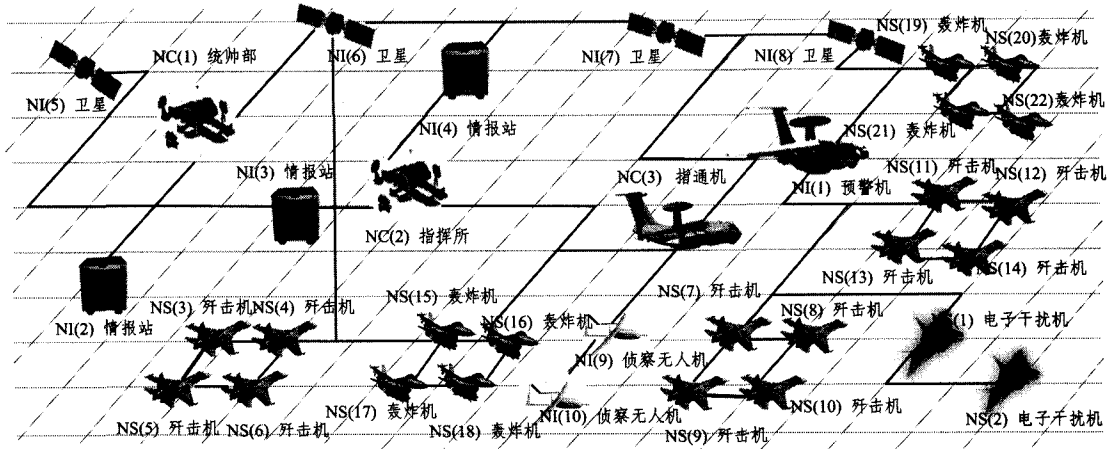 NS(19) 轰炸机
NS(20)轰炸机
NC(1) 统帅部
NI(6) 卫星
NI(7) 卫星
NI(8) 卫星
NI(5) 卫星
NS(22)轰炸机
NI(4) 情报站
NS(21) 轰炸机
NI(3) 情报站
NC(3) 指通机
NS(11) 歼击机
NS(12) 歼击机
NI(1) 预警机
NC(2) 指挥所
NS(13) 歼击机
NS(14) 歼击机
NI(2) 情报站
NS(3) 歼击机
NS(4) 歼击机
NS(15) 轰炸机
NS(16) 轰炸机
NS(7) 歼击机
NS(8) 歼击机
(1) 电子干扰机
NI(9) 侦察无人机
NS(17) 轰炸机
NI(10) 侦察无人机
NS(10) 歼击机
NS(2) 电子干扰机
NS(5) 歼击机
NS(6) 歼击机
NS(18) 轰炸机
NS(9) 歼击机